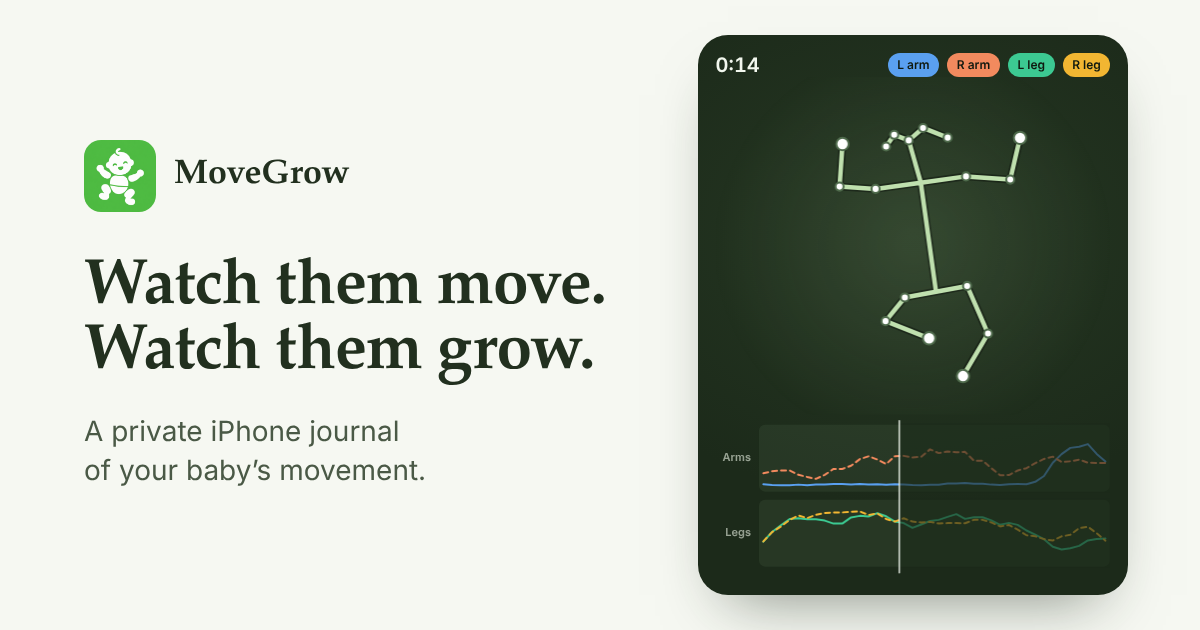 MoveGrow
Watch them move.
Watch them grow.
A private iPhone journal
of your baby’s movement.
0:14
L arm
R arm
L leg
R leg
Arms
Legs